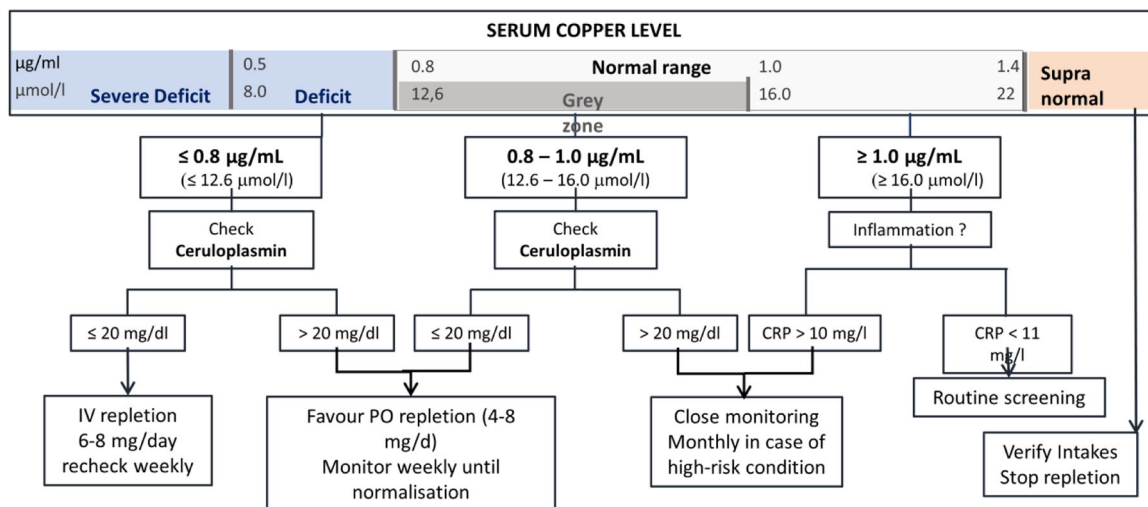 SERUM COPPER LEVEL
µg/ml 0.5 0.8 Normal range 1.0 1.4 Supra
µmol/l Severe Deficit 8.0 Deficit 12,6 Grey 16.0 22 normal
zone
≤ 0.8 µg/mL
(≤ 12.6 µmol/l)
0.8 – 1.0 µg/mL
(12.6 – 16.0 µmol/l)
≥ 1.0 µg/mL
(≥ 16.0 µmol/l)
Check
Ceruloplasmin
Check
Ceruloplasmin
Inflammation ?
≤ 20 mg/dl
> 20 mg/dl
≤ 20 mg/dl
> 20 mg/dl
CRP > 10 mg/l
CRP < 11
mg/l
IV repletion
6-8 mg/day
recheck weekly
Favour PO repletion (4-8
mg/d)
Monitor weekly until
normalisation
Close monitoring
Monthly in case of
high-risk condition
Routine screening
Verify Intakes
Stop repletion